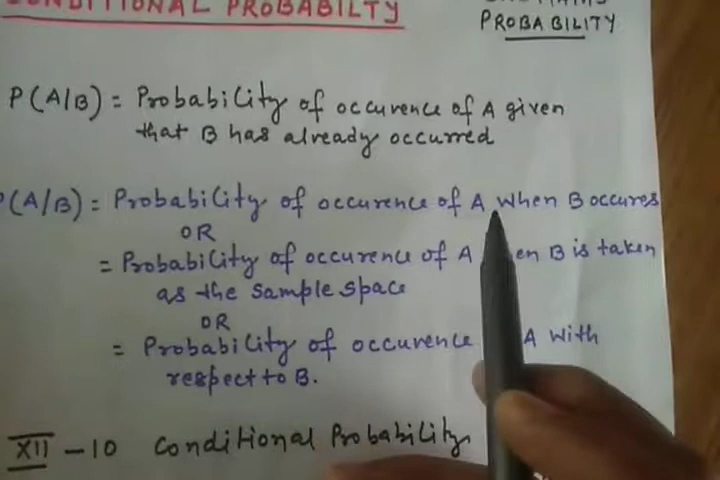 CONDITIONAL PROBABILTY
PROBABILITY
P(A/B) = Probability of occurence of A given
that B has already occurred
P(A/B) = Probability of occurence of A when B occures
OR
= Probability of occurence of A B is taken
as the sample space
OR
= Probability of occurence A with
respect to B.
XII - 10 Conditional Probability